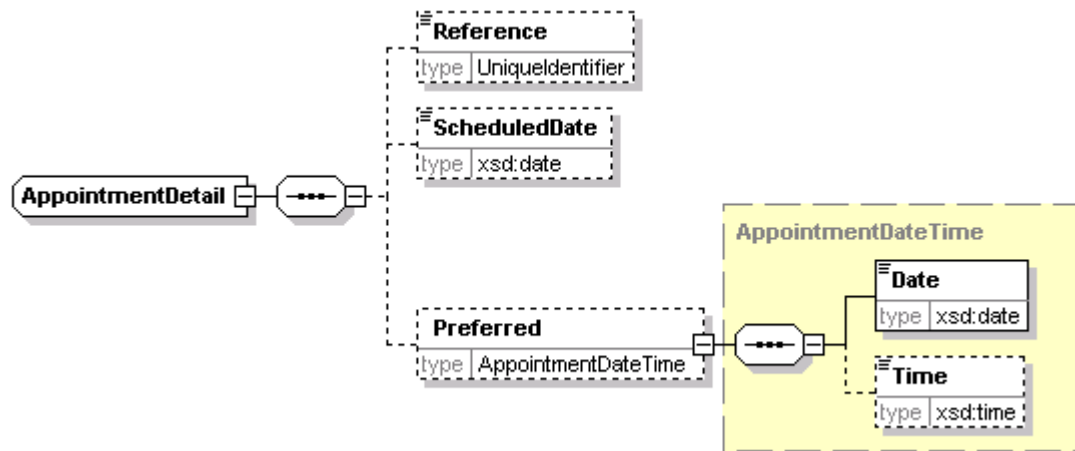 Reference
type UniqueIdentifier
ScheduledDate
type xsd:date
AppointmentDetail
AppointmentDateTime
Date
type xsd:date
Preferred
type AppointmentDateTime
Time
type xsd:time